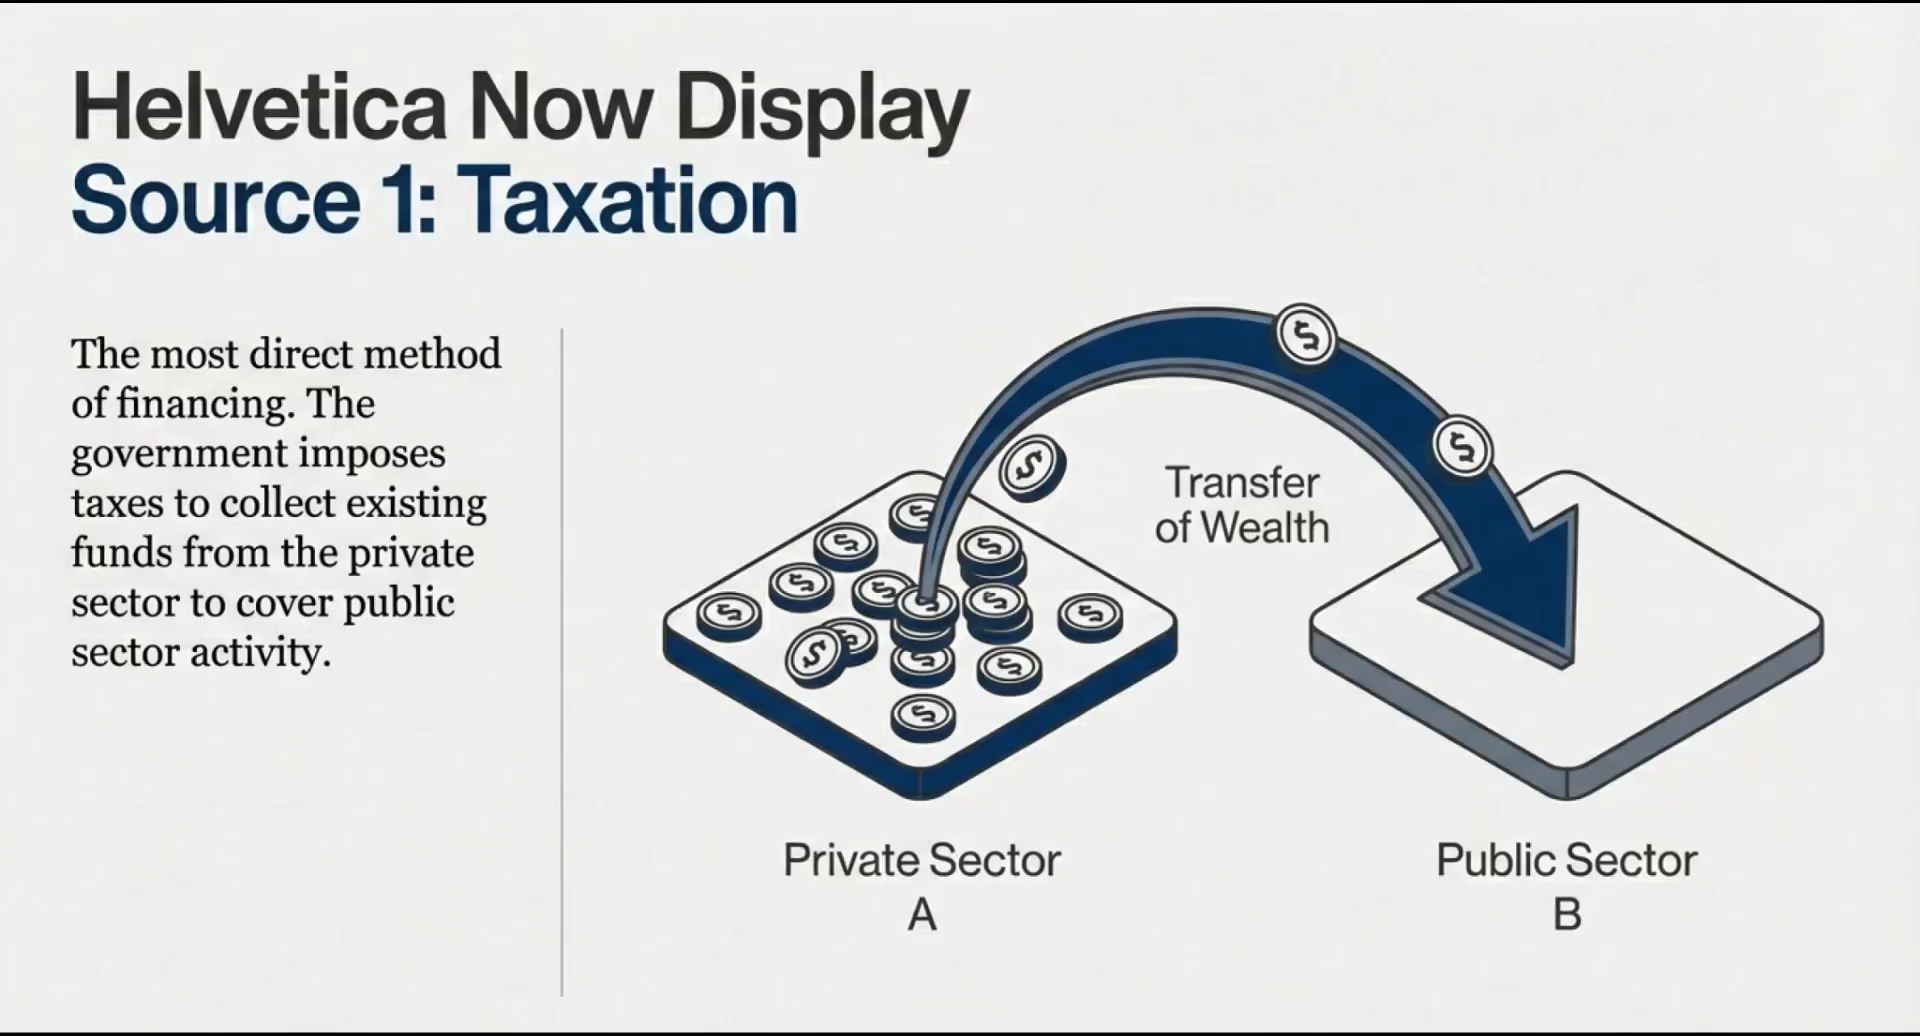 Helvetica Now Display
Source 1: Taxation
The most direct method
of financing. The
government imposes
taxes to collect existing
funds from the private
sector to cover public
sector activity.
Transfer
of Wealth
Private Sector
A
Public Sector
B